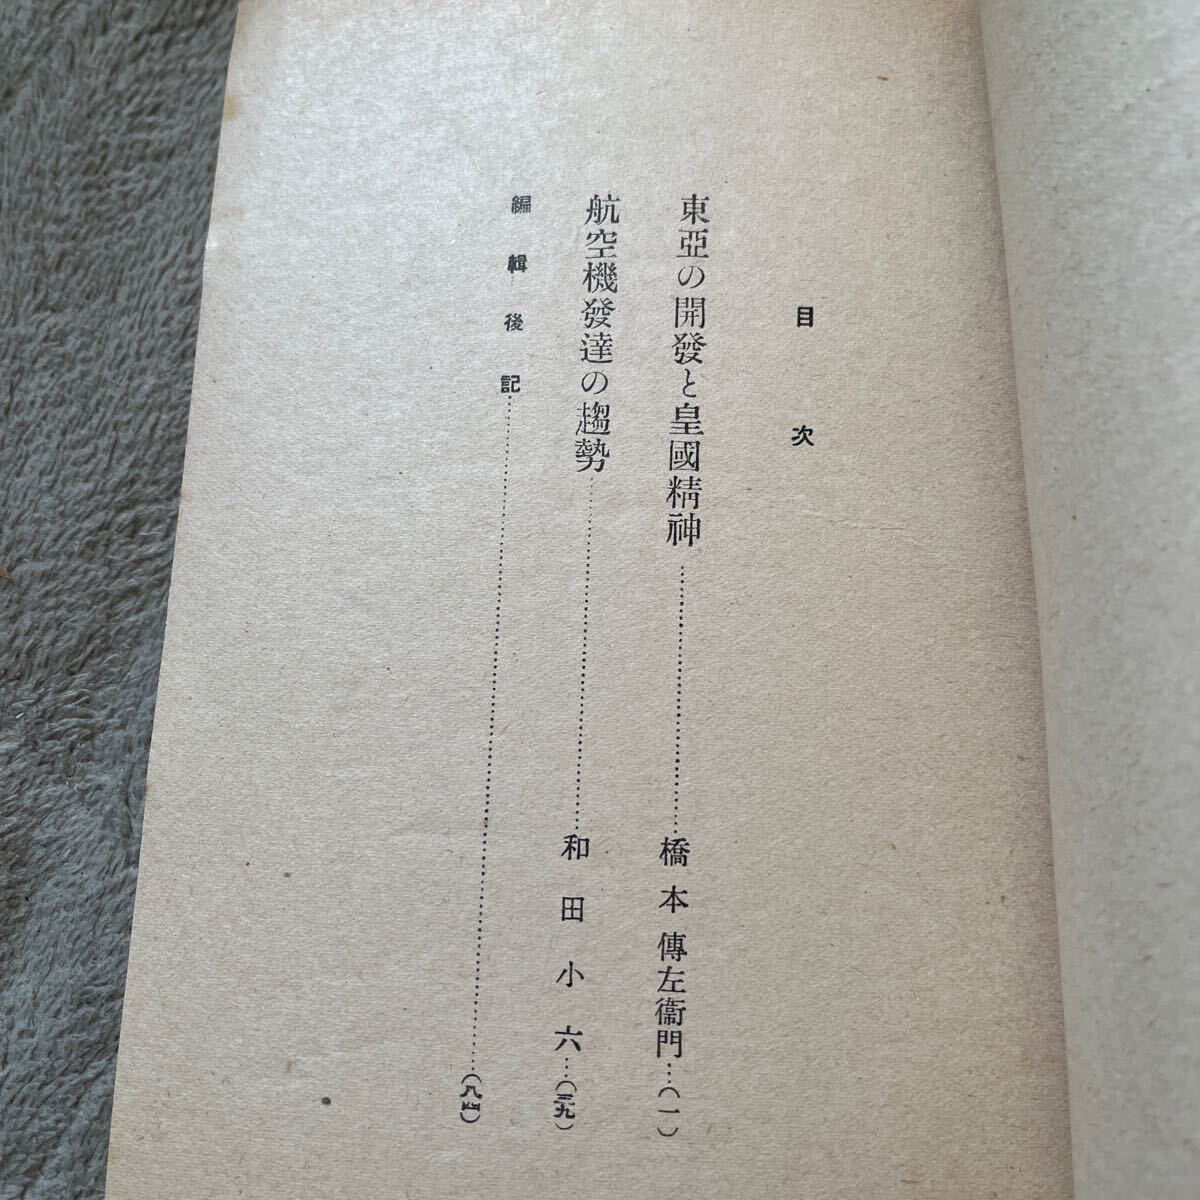 目次
東亞の開發と皇國精神……………橋本傳左衞門…(一)
航空機發達の趨勢……………和田小六…(三九)
編輯後記……………(八四)